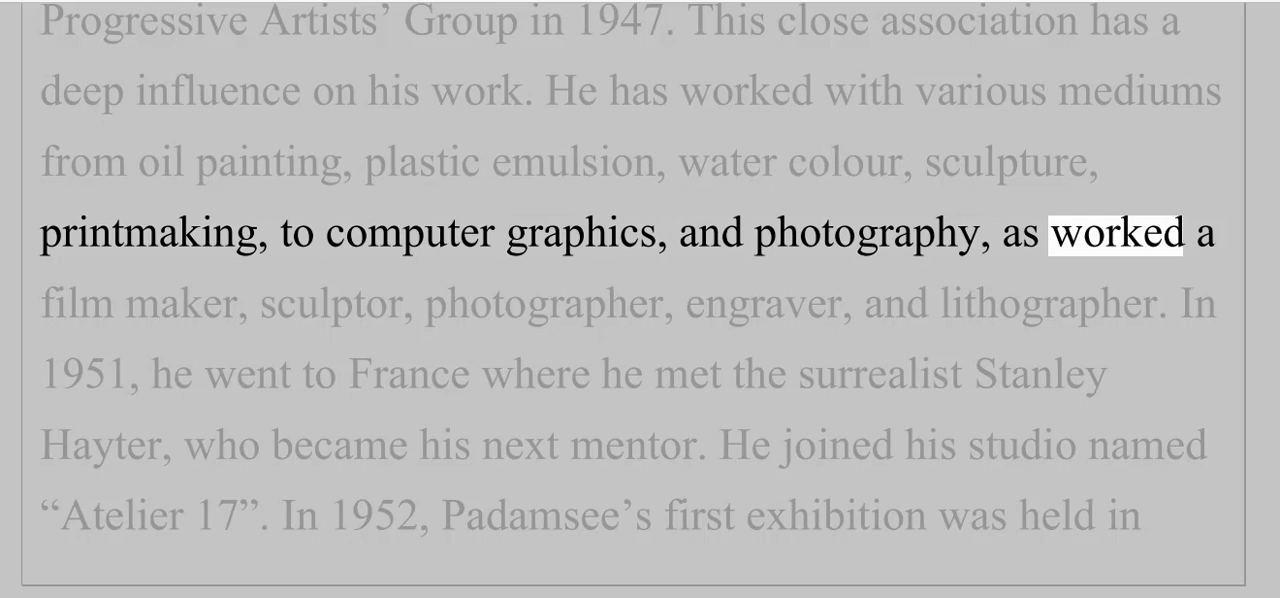 Progressive Artists’ Group in 1947. This close association has a
deep influence on his work. He has worked with various mediums
from oil painting, plastic emulsion, water colour, sculpture,
printmaking, to computer graphics, and photography, as worked a
film maker, sculptor, photographer, engraver, and lithographer. In
1951, he went to France where he met the surrealist Stanley
Hayter, who became his next mentor. He joined his studio named
“Atelier 17”. In 1952, Padamsee’s first exhibition was held in